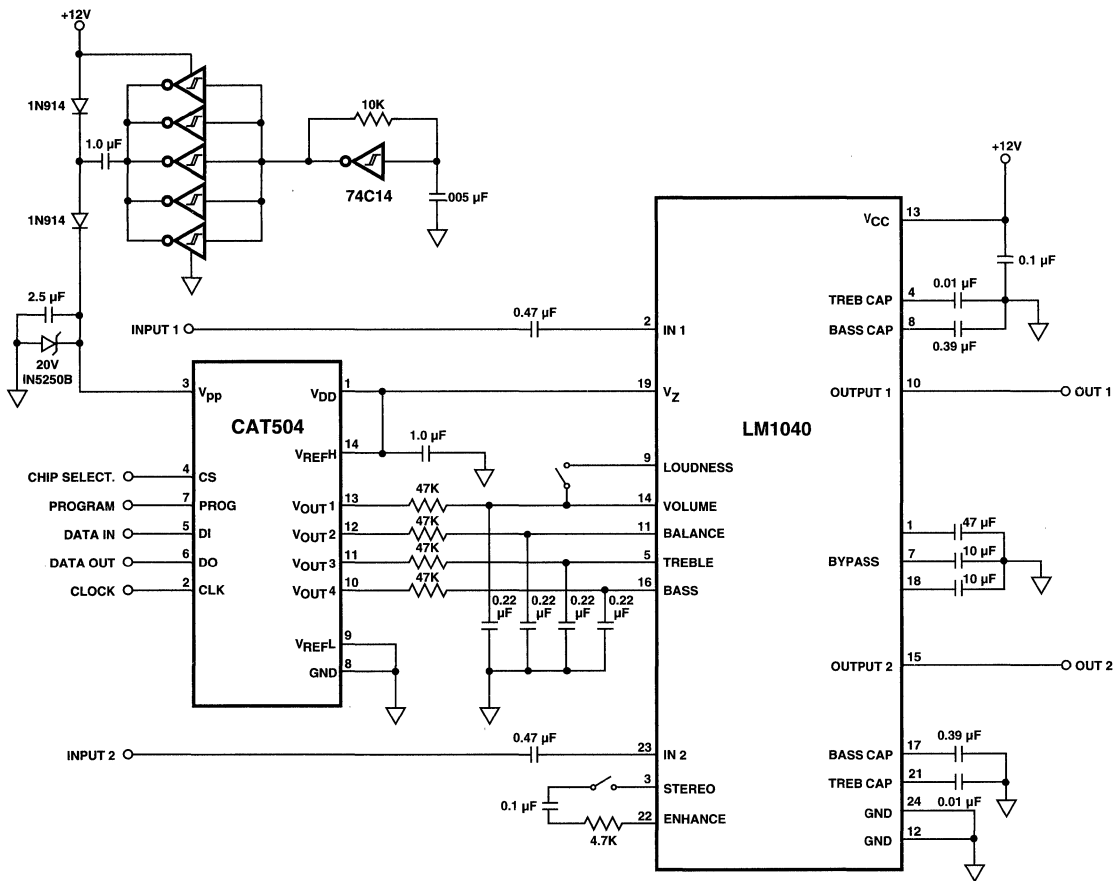 +12V
1N914
1.0 µF
10K
74C14
005 µF
1N914
2.5 µF
20V
IN5250B
INPUT 1
0.47 µF
2
IN 1
3
VPP
1
VDD
CAT504
14
VREFH
1.0 µF
CHIP SELECT.
4
CS
PROGRAM
7
PROG
DATA IN
5
DI
DATA OUT
6
DO
CLOCK
2
CLK
VOUT 1
13
47K
VOUT 2
12
47K
VOUT 3
11
47K
VOUT 4
10
47K
0.22 µF
0.22 µF
0.22 µF
0.22 µF
VREFL
9
GND
8
INPUT 2
0.47 µF
23
IN 2
0.1 µF
4.7K
3
STEREO
22
ENHANCE
19
VZ
LM1040
9
LOUDNESS
14
VOLUME
11
BALANCE
5
TREBLE
16
BASS
+12V
VCC
13
0.1 µF
TREB CAP
4
0.01 µF
BASS CAP
8
0.39 µF
OUTPUT 1
10
OUT 1
1
47 µF
BYPASS
7
10 µF
18
10 µF
OUTPUT 2
15
OUT 2
BASS CAP
17
0.39 µF
TREB CAP
21
0.01 µF
GND
24
GND
12